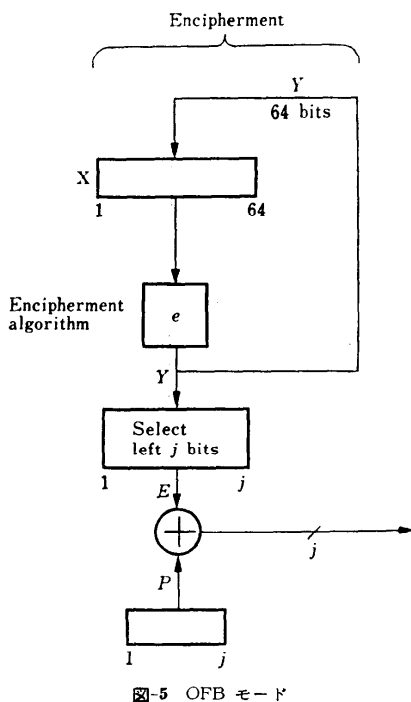 Encipherment
Y
64 bits
X
1 64
Encipherment
algorithm
e
Y
Select
left j bits
1 j
E
j
P
1 j
図-5 OFB モード